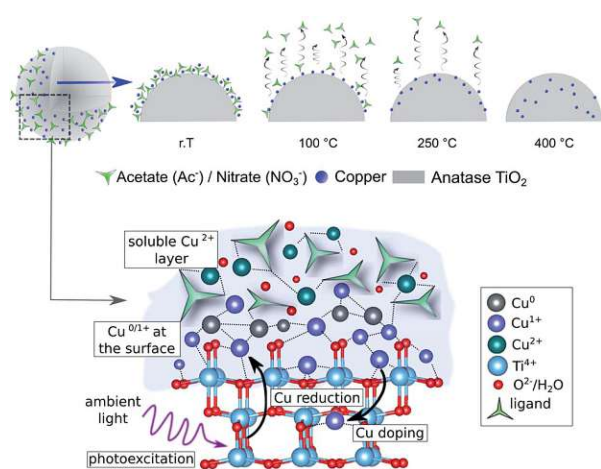 r.T
100 °C
250 °C
400 °C
Acetate (Ac⁻) / Nitrate (NO₃⁻)
Copper
Anatase TiO₂
soluble Cu²⁺
layer
Cu⁰/¹⁺ at
the surface
ambient
light
photoexcitation
Cu reduction
Cu doping
Cu⁰
Cu¹⁺
Cu²⁺
Ti⁴⁺
O²⁻/H₂O
ligand